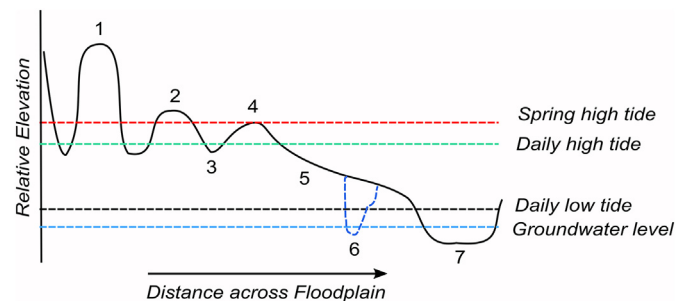 1
2
4
3
5
6
7
Spring high tide
Daily high tide
Daily low tide
Groundwater level
Relative Elevation
Distance across Floodplain